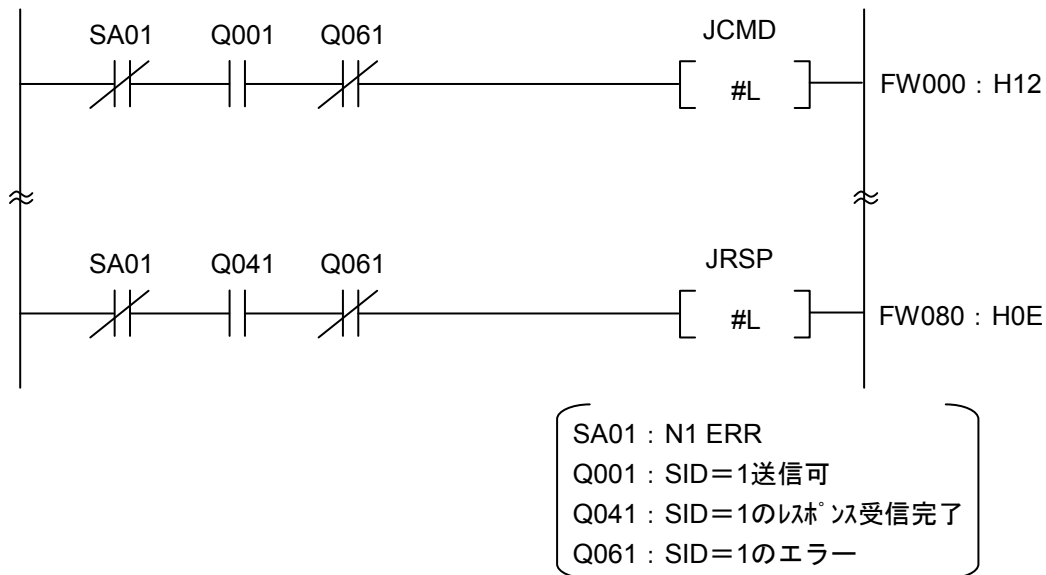 SA01 Q001 Q061 JCMD
#L FW000：H12
SA01 Q041 Q061 JRSP
#L FW080：H0E
SA01：N1 ERR
Q001：SID＝1送信可
Q041：SID＝1のﾚｽﾎﾟﾝｽ受信完了
Q061：SID＝1のエラー